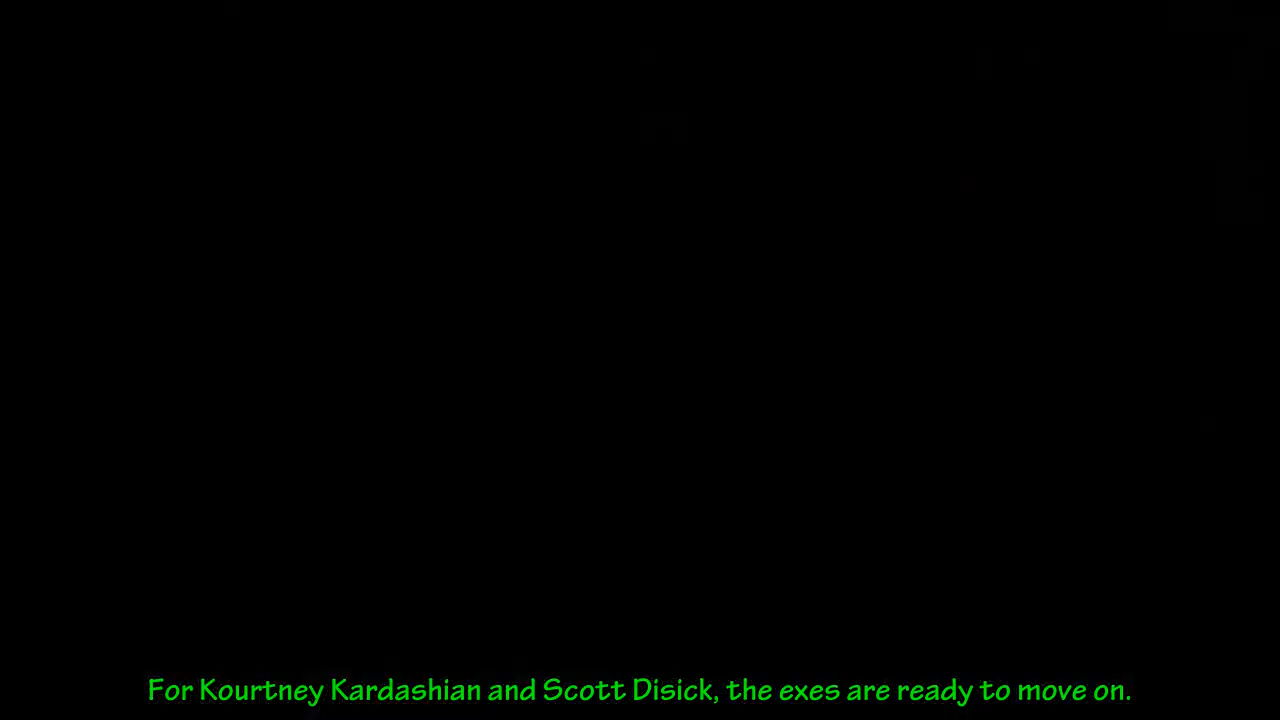 For Kourtney Kardashian and Scott Disick, the exes are ready to move on.